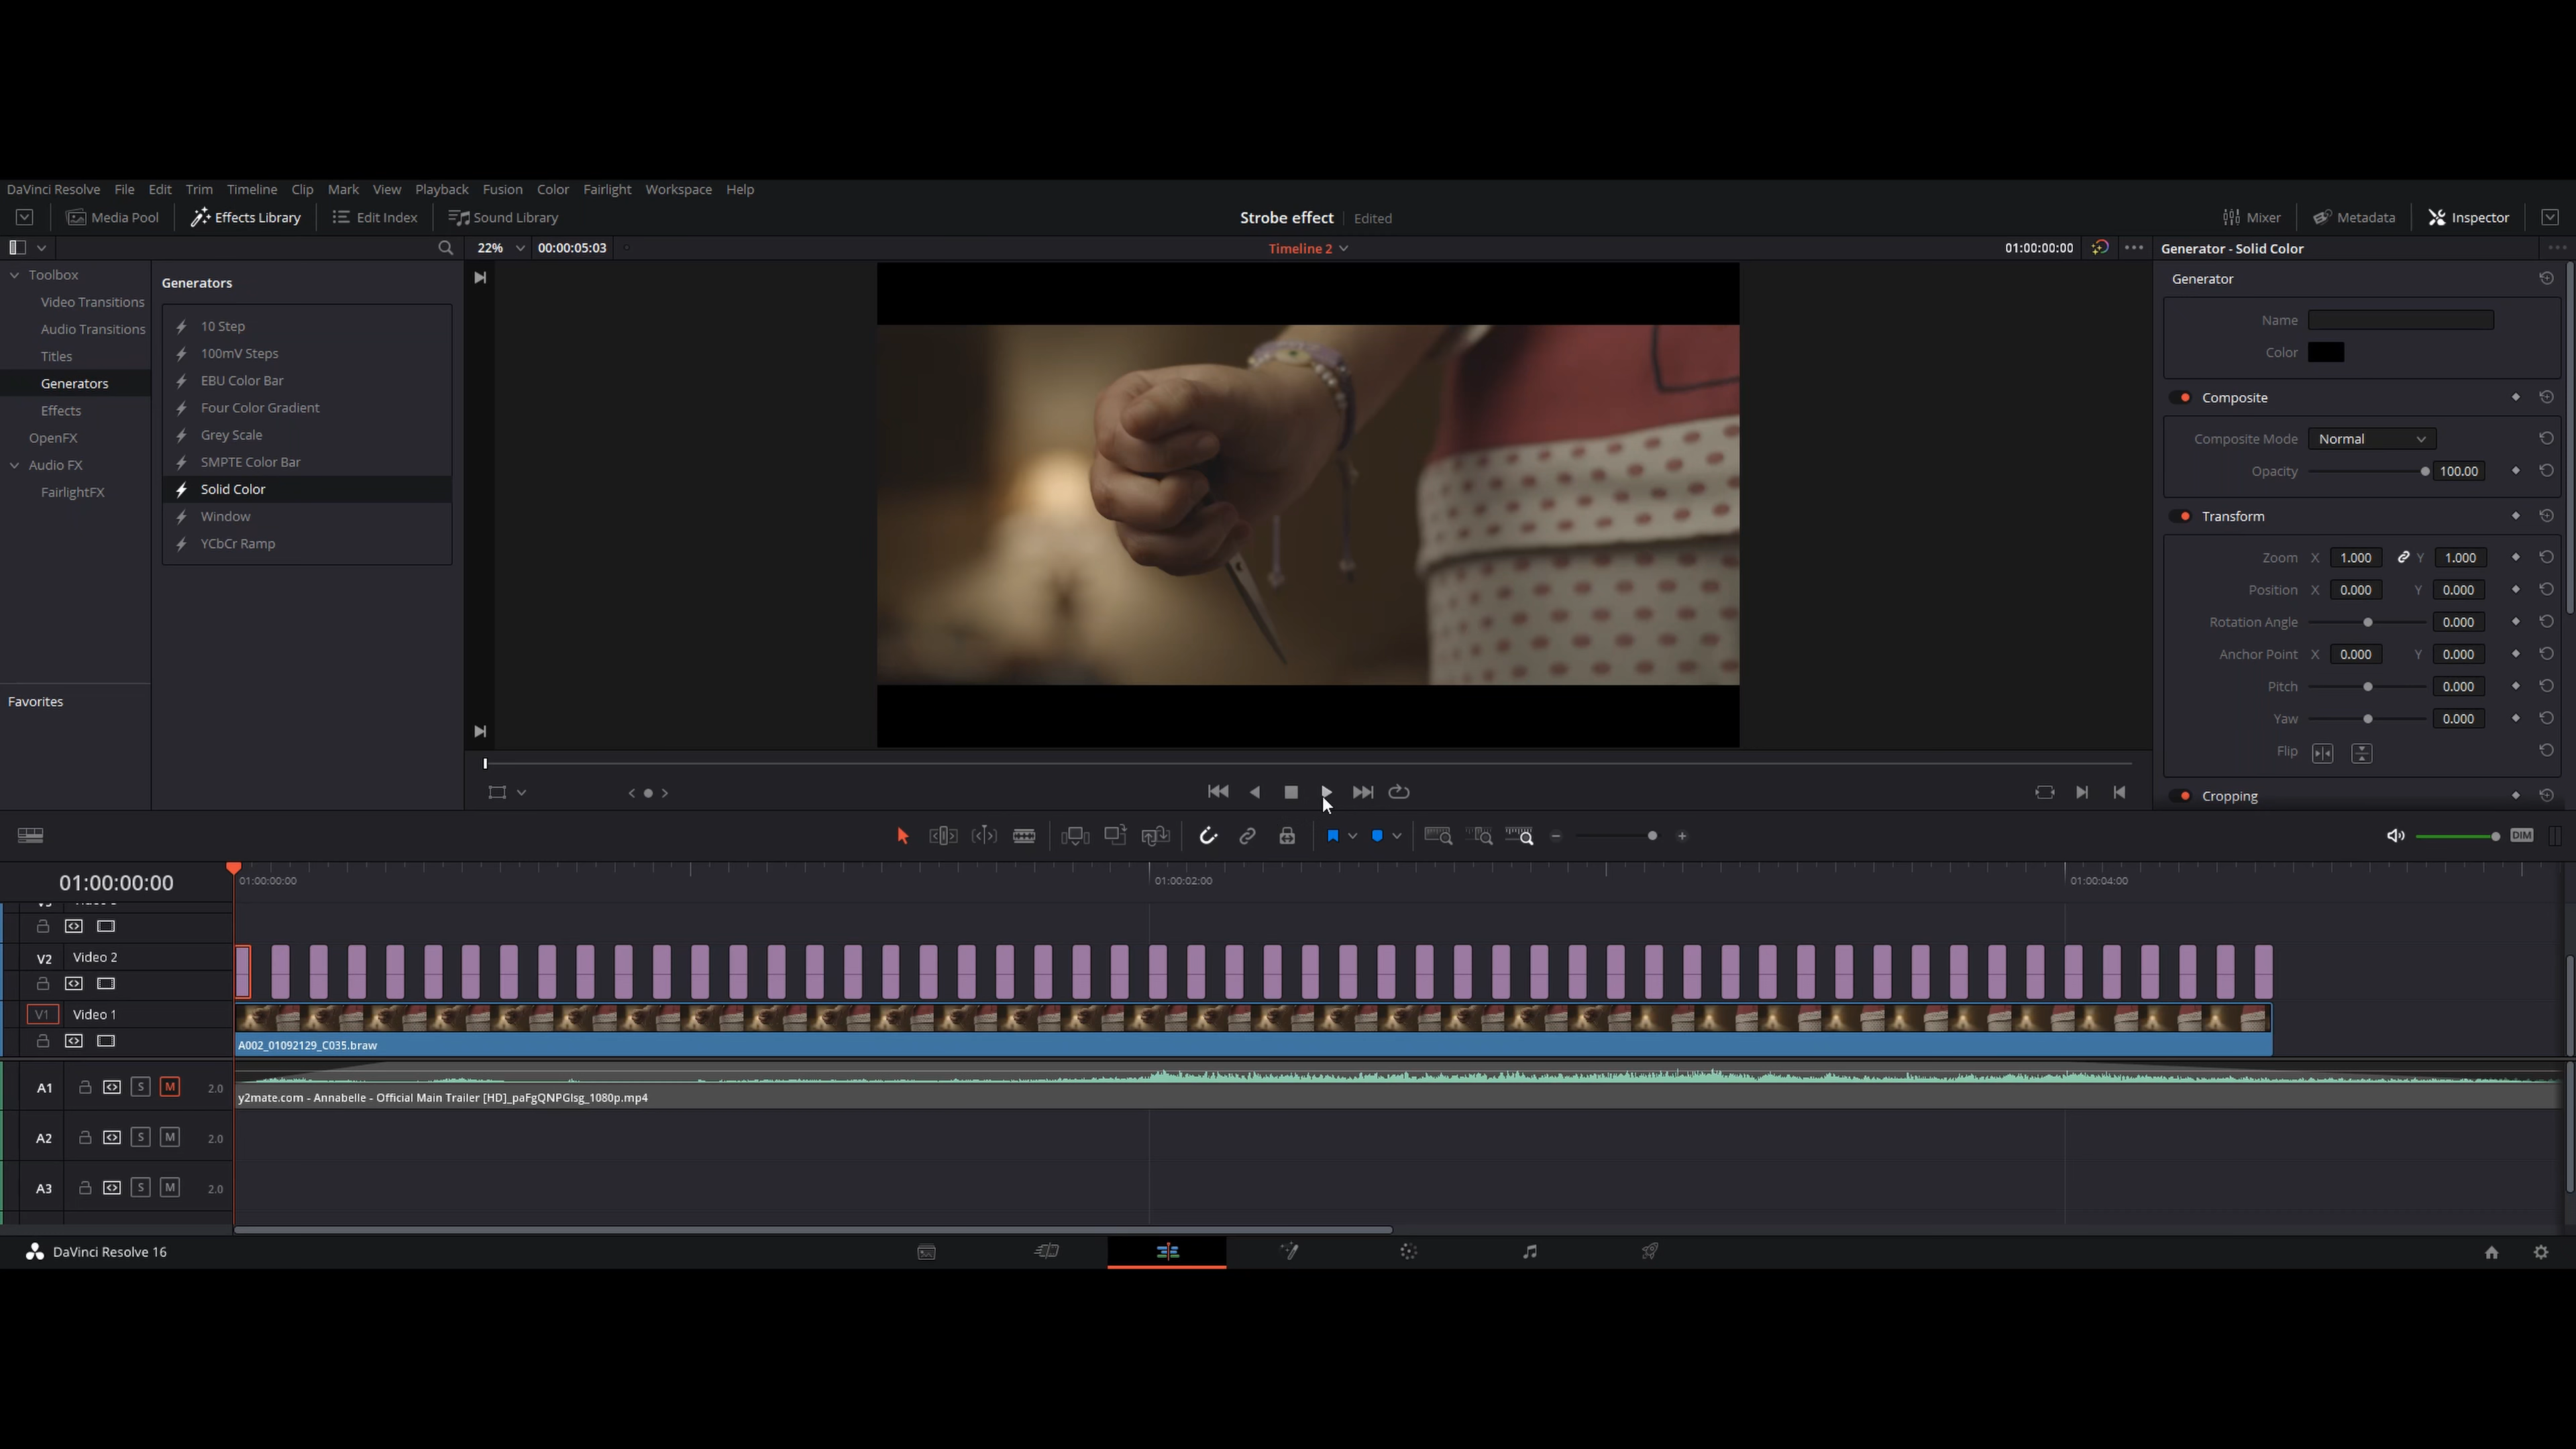 DaVinci Resolve File Edit Trim Timeline Clip Mark View Playback Fusion Color Fairlight Workspace Help
Media Pool Effects Library Edit Index Sound Library Strobe effect Edited Mixer Metadata Inspector
22% 00:00:05:03 Timeline 2 01:00:00:00 Generator - Solid Color
Toolbox
Video Transitions
Audio Transitions
Titles
Generators
Effects
OpenFX
Audio FX
FairlightFX
Favorites
Generators
10 Step
100mV Steps
EBU Color Bar
Four Color Gradient
Grey Scale
SMPTE Color Bar
Solid Color
Window
YCbCr Ramp
Generator
Name
Color
Composite
Composite Mode Normal
Opacity 100.00
Transform
Zoom X 1.000 Y 1.000
Position X 0.000 Y 0.000
Rotation Angle 0.000
Anchor Point X 0.000 Y 0.000
Pitch 0.000
Yaw 0.000
Flip
Cropping
DIM
01:00:00:00 01:00:00:00 01:00:02:00 01:00:04:00
V2 Video 2
V1 Video 1
A002_01092129_C035.braw
A1 S M 2.0
y2mate.com - Annabelle - Official Main Trailer [HD]_paFgQNPGlsg_1080p.mp4
A2 S M 2.0
A3 S M 2.0
DaVinci Resolve 16